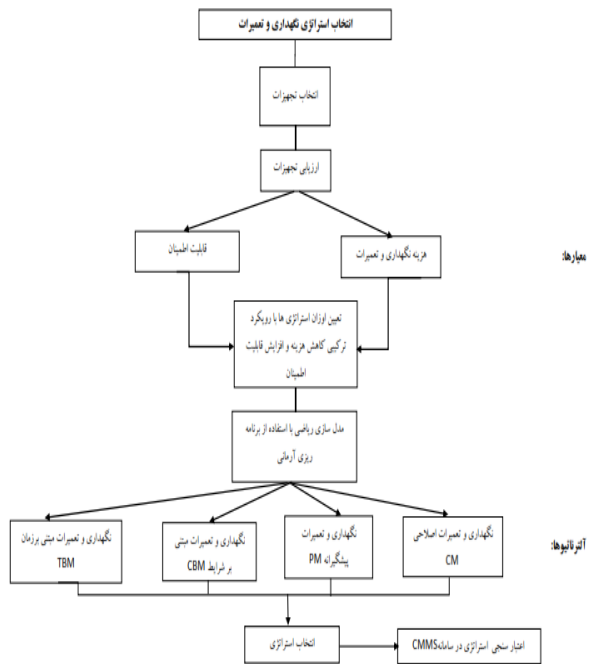 انتخاب استراتژی نگهداری و تعمیرات
انتخاب تجهیزات
ارزیابی تجهیزات
معیارها:
هزینه نگهداری و تعمیرات
قابلیت اطمینان
تعیین اوزان استراتژی ها با رویکرد
ترکیبی کاهش هزینه و افزایش قابلیت
اطمینان
مدل سازی ریاضی با استفاده از برنامه
ریزی آرمانی
آلترناتیوها:
نگهداری و تعمیرات اصلاحی
CM
نگهداری و تعمیرات
پیشگیرانه PM
نگهداری و تعمیرات مبتنی
بر شرایط CBM
نگهداری و تعمیرات مبتنی برزمان
TBM
انتخاب استراتژی
اعتبار سنجی استراتژی در سامانهCMMS